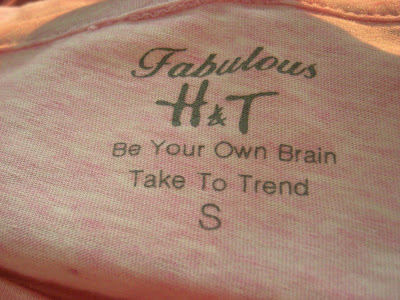 Fabulous
H&T
Be Your Own Brain
Take To Trend
S